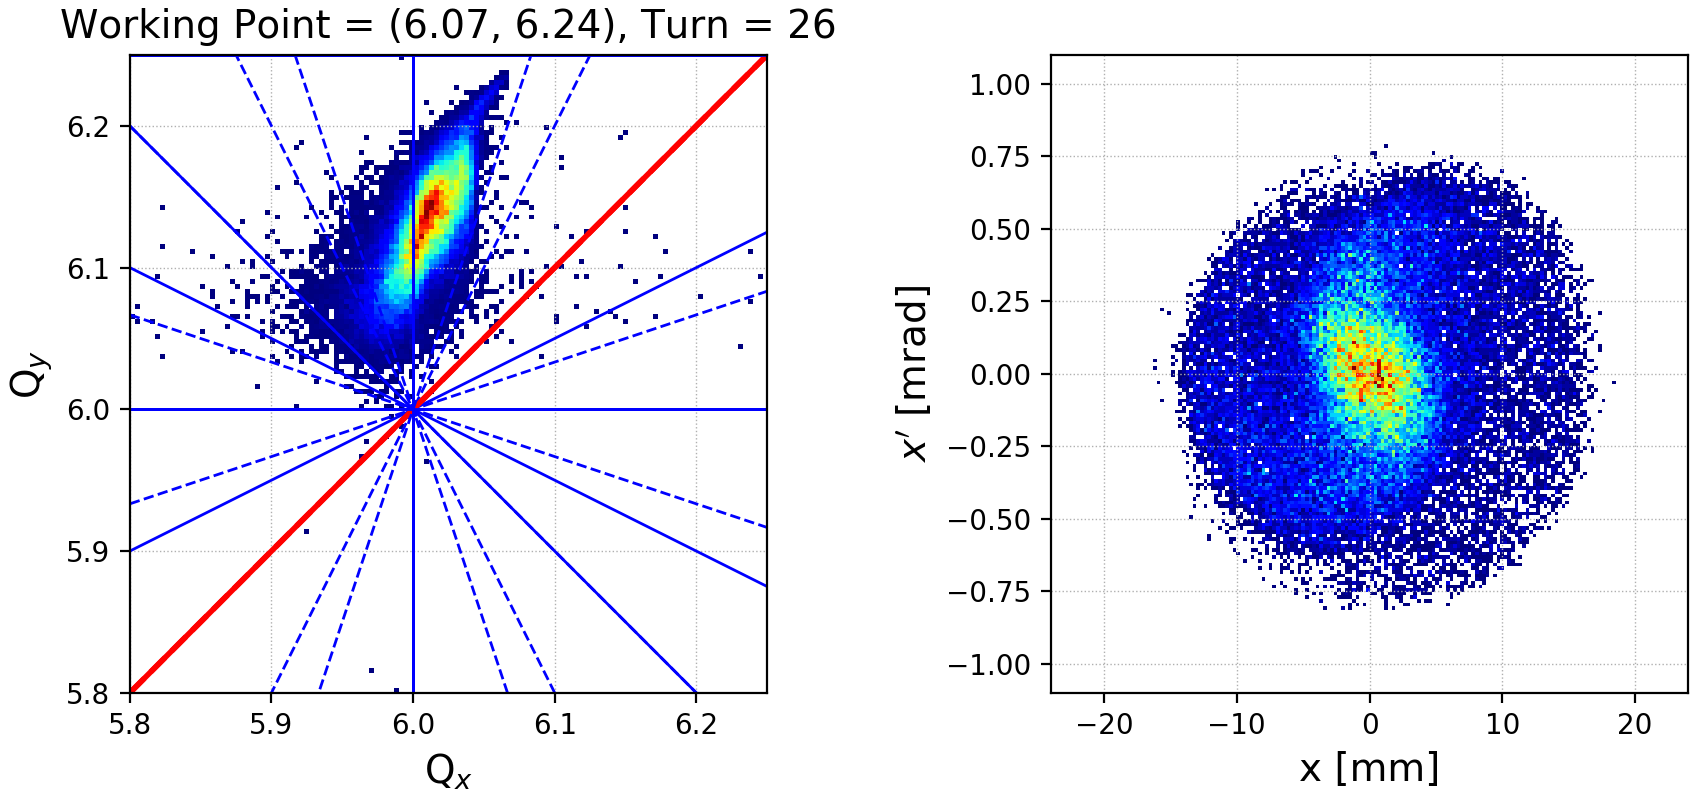 Working Point = (6.07, 6.24), Turn = 26
6.2
6.1
6.0
5.9
5.8
Q_y
5.8 5.9 6.0 6.1 6.2
Q_x
1.00
0.75
0.50
0.25
0.00
−0.25
−0.50
−0.75
−1.00
x′ [mrad]
−20 −10 0 10 20
x [mm]